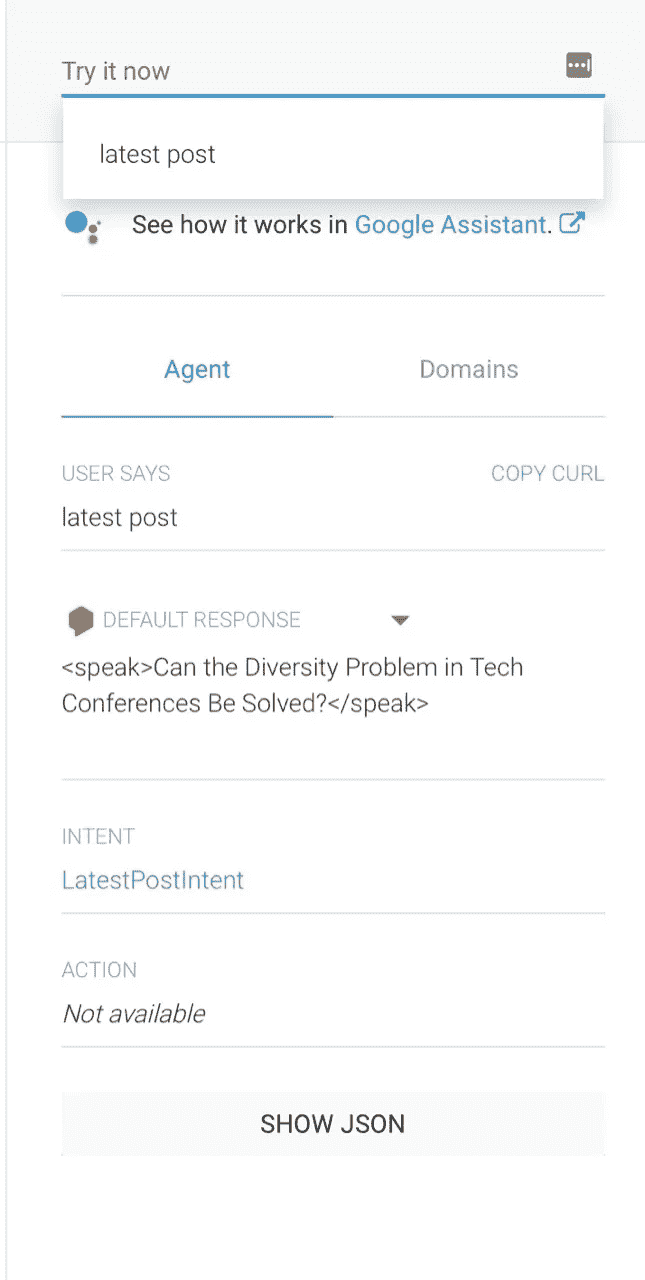 Try it now
latest post
See how it works in Google Assistant.
Agent Domains
USER SAYS COPY CURL
latest post
DEFAULT RESPONSE
<speak>Can the Diversity Problem in Tech
Conferences Be Solved?</speak>
INTENT
LatestPostIntent
ACTION
Not available
SHOW JSON